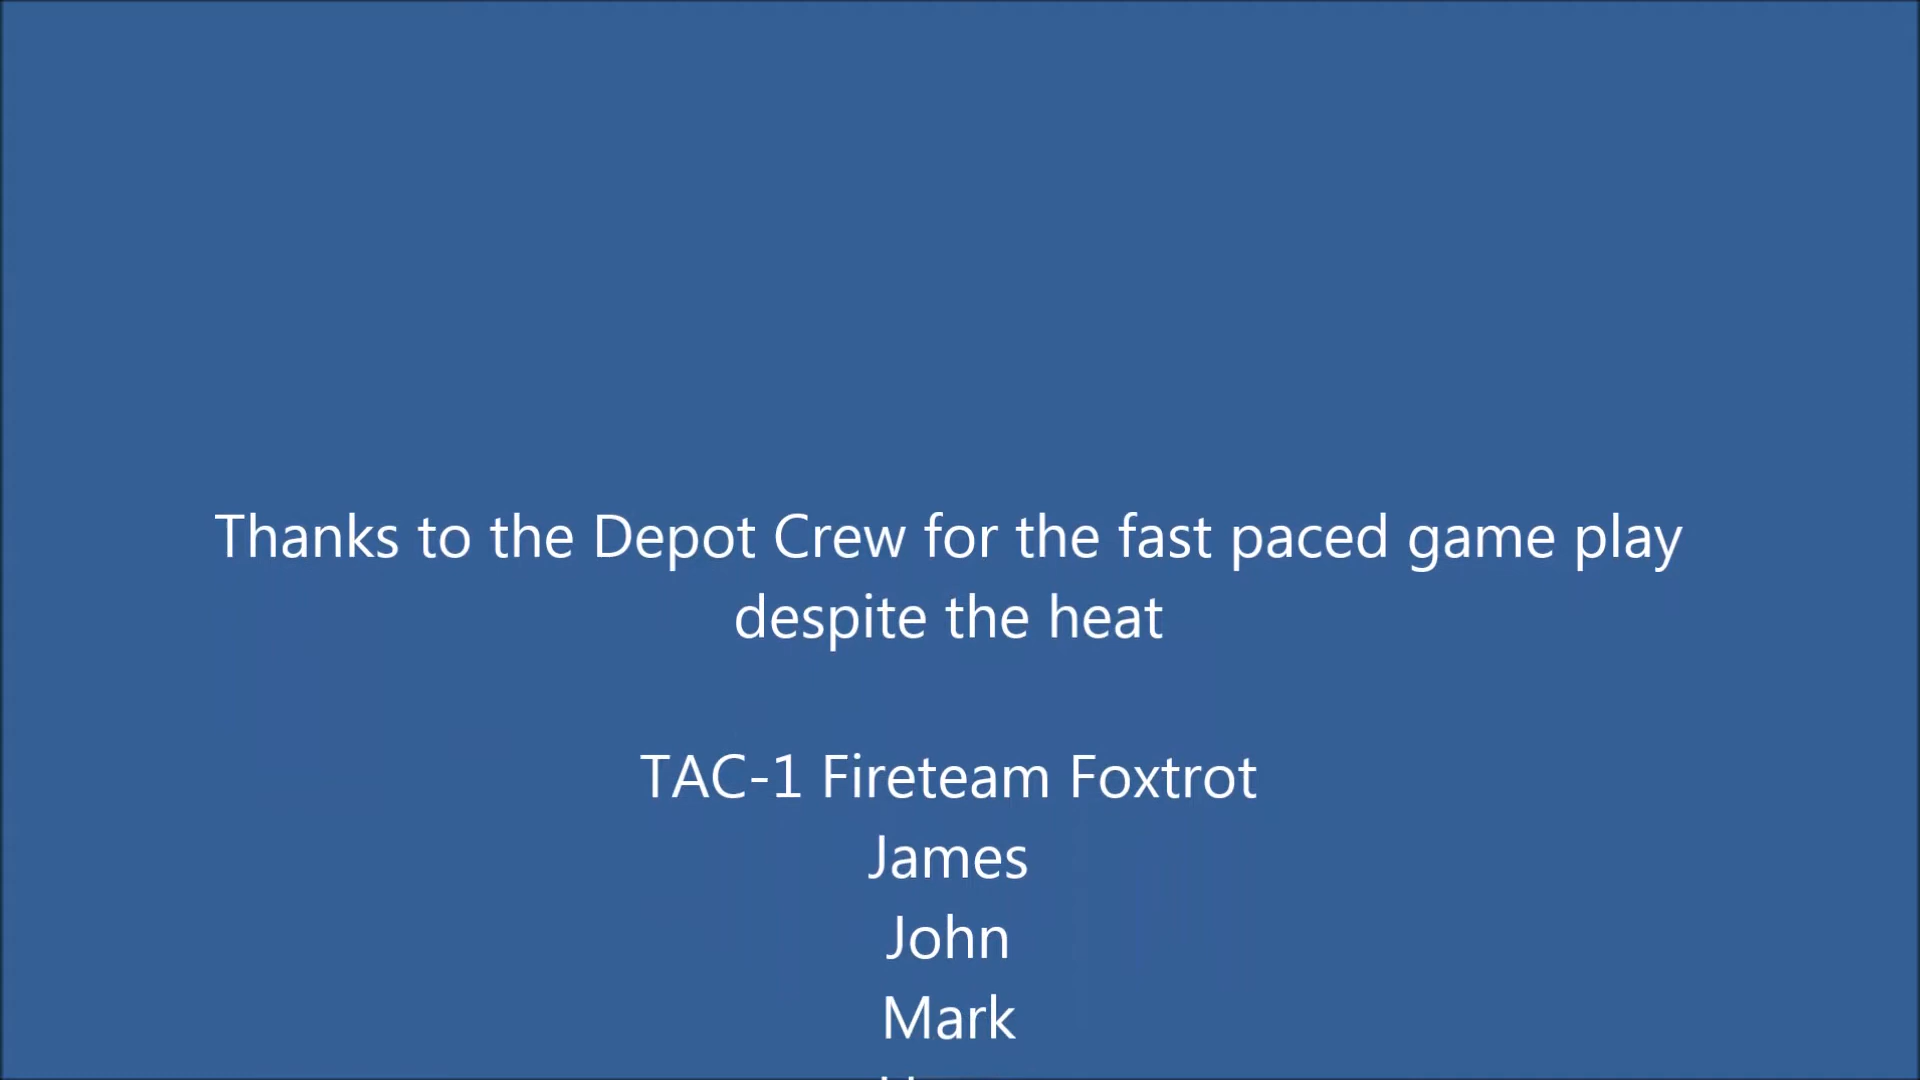 Thanks to the Depot Crew for the fast paced game play
despite the heat
TAC-1 Fireteam Foxtrot
James
John
Mark